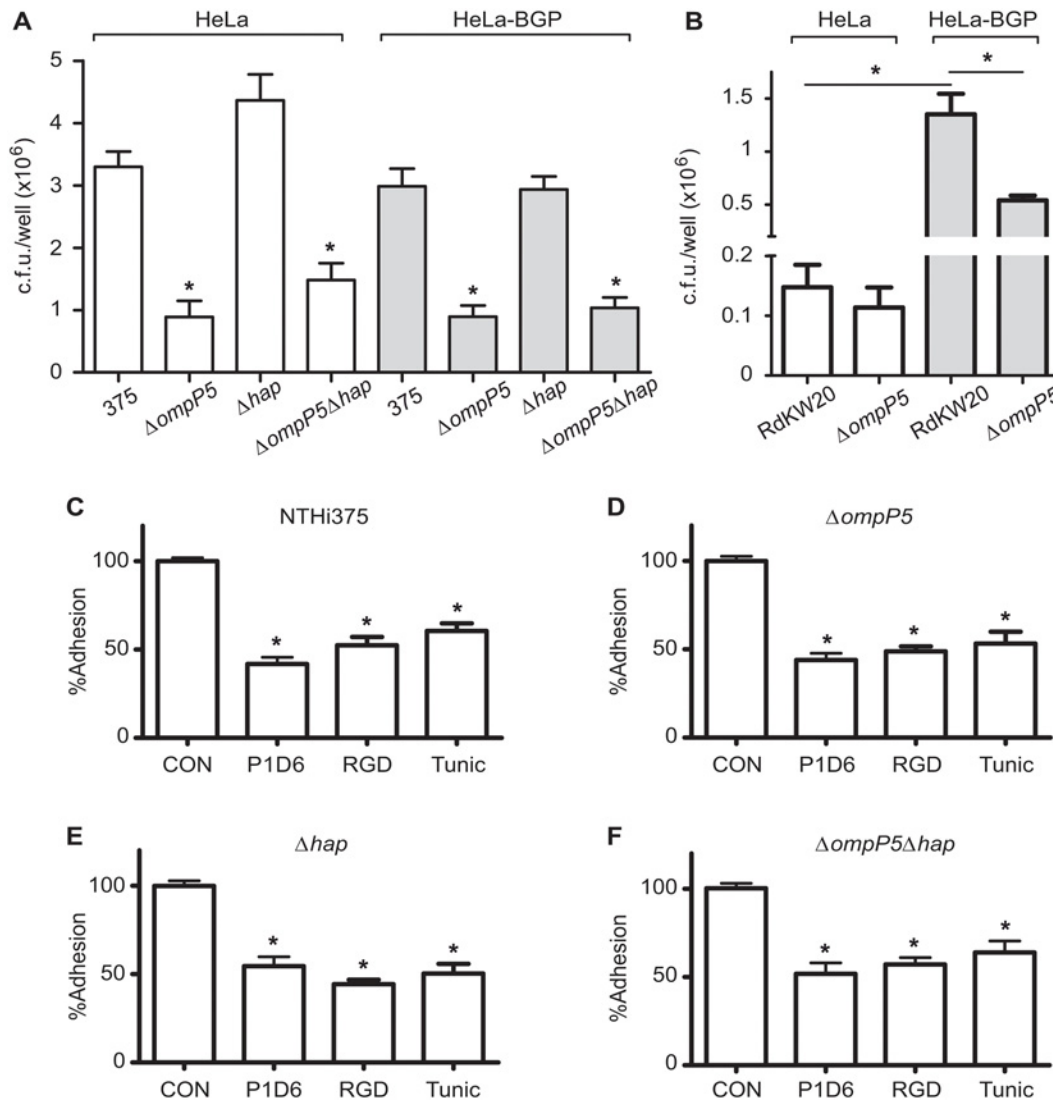 A
HeLa
HeLa-BGP
c.f.u./well (x10⁶)
5
4
3
2
1
0
375
ΔompP5
Δhap
ΔompP5Δhap
375
ΔompP5
Δhap
ΔompP5Δhap
*
*
*
*
B
HeLa
HeLa-BGP
*
*
c.f.u./well (x10⁶)
1.5
1
0.5
0.2
0.1
0
RdKW20
ΔompP5
RdKW20
ΔompP5
C
NTHi375
%Adhesion
100
50
0
*
*
*
CON P1D6 RGD Tunic
D
ΔompP5
%Adhesion
100
50
0
*
*
*
CON P1D6 RGD Tunic
E
Δhap
%Adhesion
100
50
0
*
*
*
CON P1D6 RGD Tunic
F
ΔompP5Δhap
%Adhesion
100
50
0
*
*
*
CON P1D6 RGD Tunic